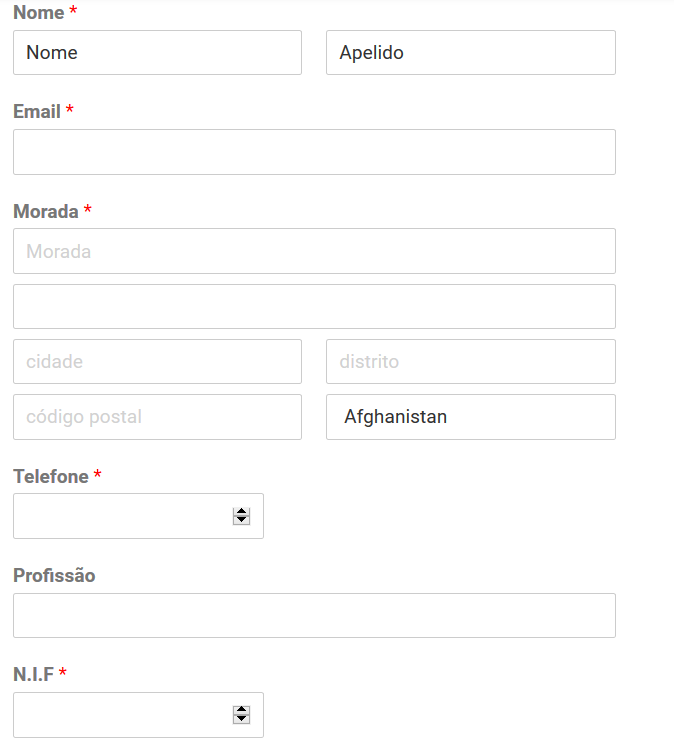 Nome *
Nome Apelido
Email *
Morada *
Morada
cidade distrito
código postal Afghanistan
Telefone *
Profissão
N.I.F *